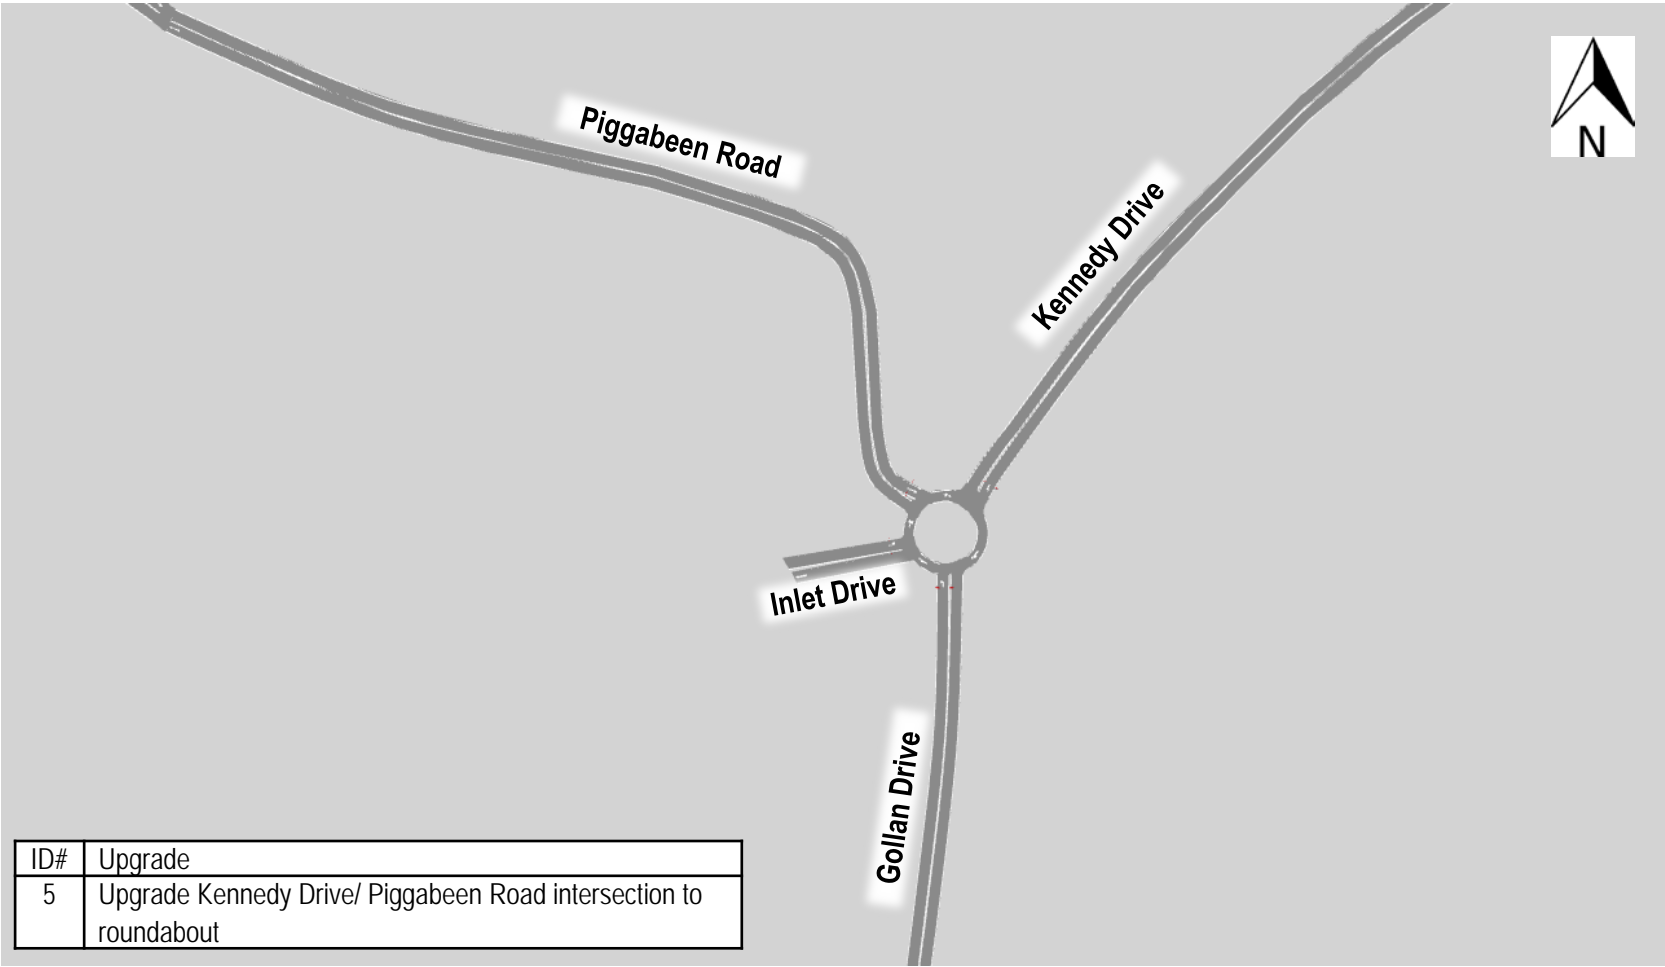 Piggabeen Road
Kennedy Drive
N
Inlet Drive
Gollan Drive
ID# Upgrade
5 Upgrade Kennedy Drive/ Piggabeen Road intersection to
roundabout